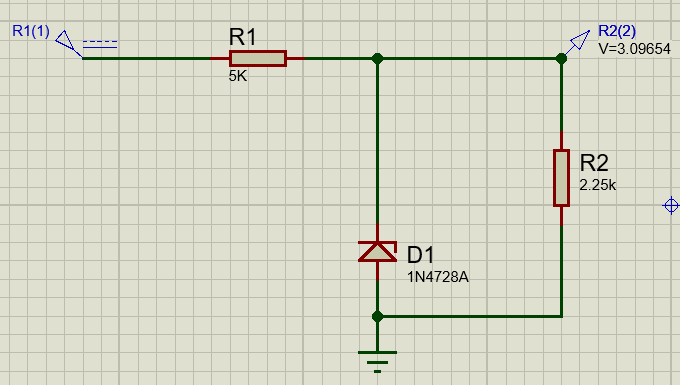 R1(1)
R1
5K
R2(2)
V=3.09654
R2
2.25k
D1
1N4728A